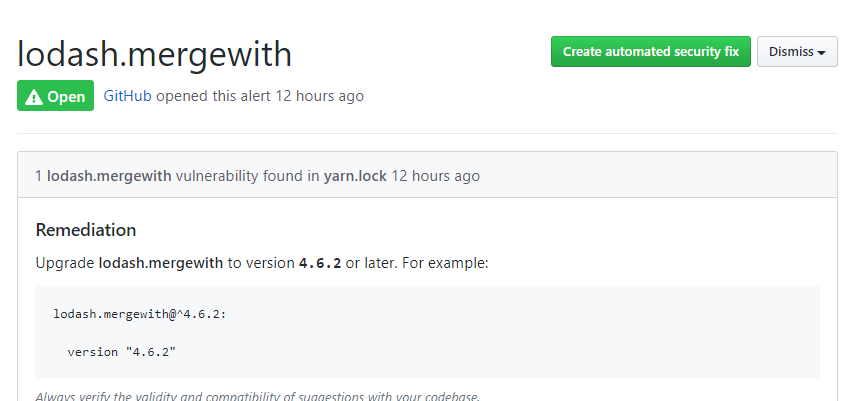 lodash.mergewith
Create automated security fix
Dismiss
Open
GitHub opened this alert 12 hours ago
1 lodash.mergewith vulnerability found in yarn.lock 12 hours ago
Remediation
Upgrade lodash.mergewith to version 4.6.2 or later. For example:
lodash.mergewith@^4.6.2:
version "4.6.2"
Always verify the validity and compatibility of suggestions with your codebase.